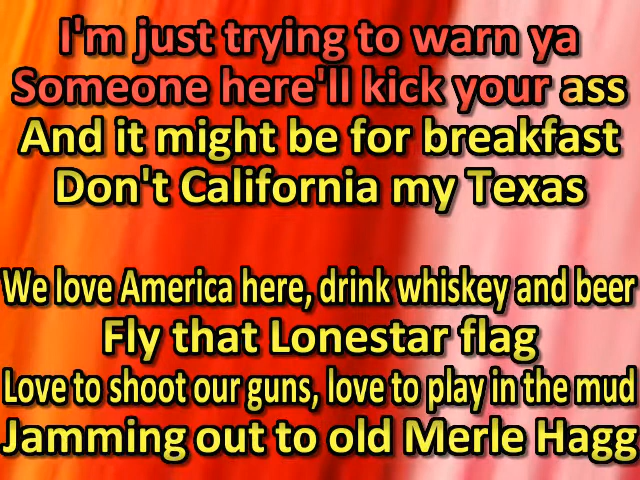 I'm just trying to warn ya
Someone here'll kick your ass
And it might be for breakfast
Don't California my Texas
We love America here, drink whiskey and beer
Fly that Lonestar flag
Love to shoot our guns, love to play in the mud
Jamming out to old Merle Hagg